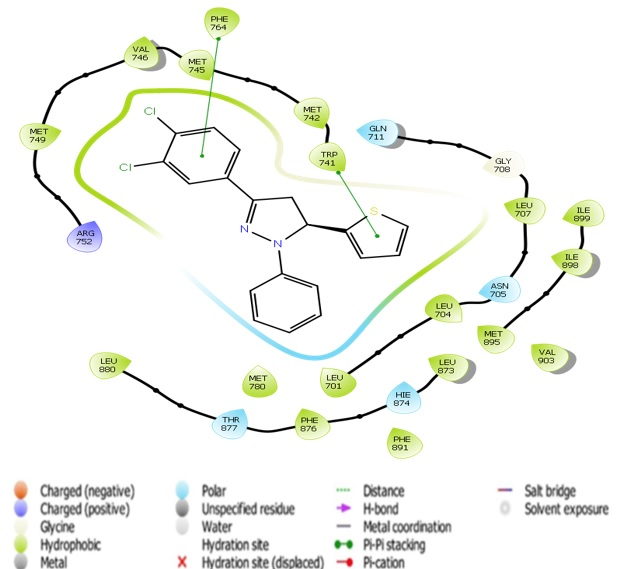 PHE
764
VAL
746
MET
745
MET
742
GLN
711
MET
749
TRP
741
GLY
708
Cl
Cl
LEU
707
ILE
899
S
ARG
752
N
N
ILE
898
ASN
705
LEU
704
MET
895
VAL
903
LEU
880
MET
780
LEU
701
LEU
873
HIE
874
THR
877
PHE
876
PHE
891
Charged (negative)
Charged (positive)
Glycine
Hydrophobic
Metal
Polar
Unspecified residue
Water
Hydration site
X Hydration site (displaced)
Distance
H-bond
Metal coordination
Pi-Pi stacking
Pi-cation
Salt bridge
Solvent exposure